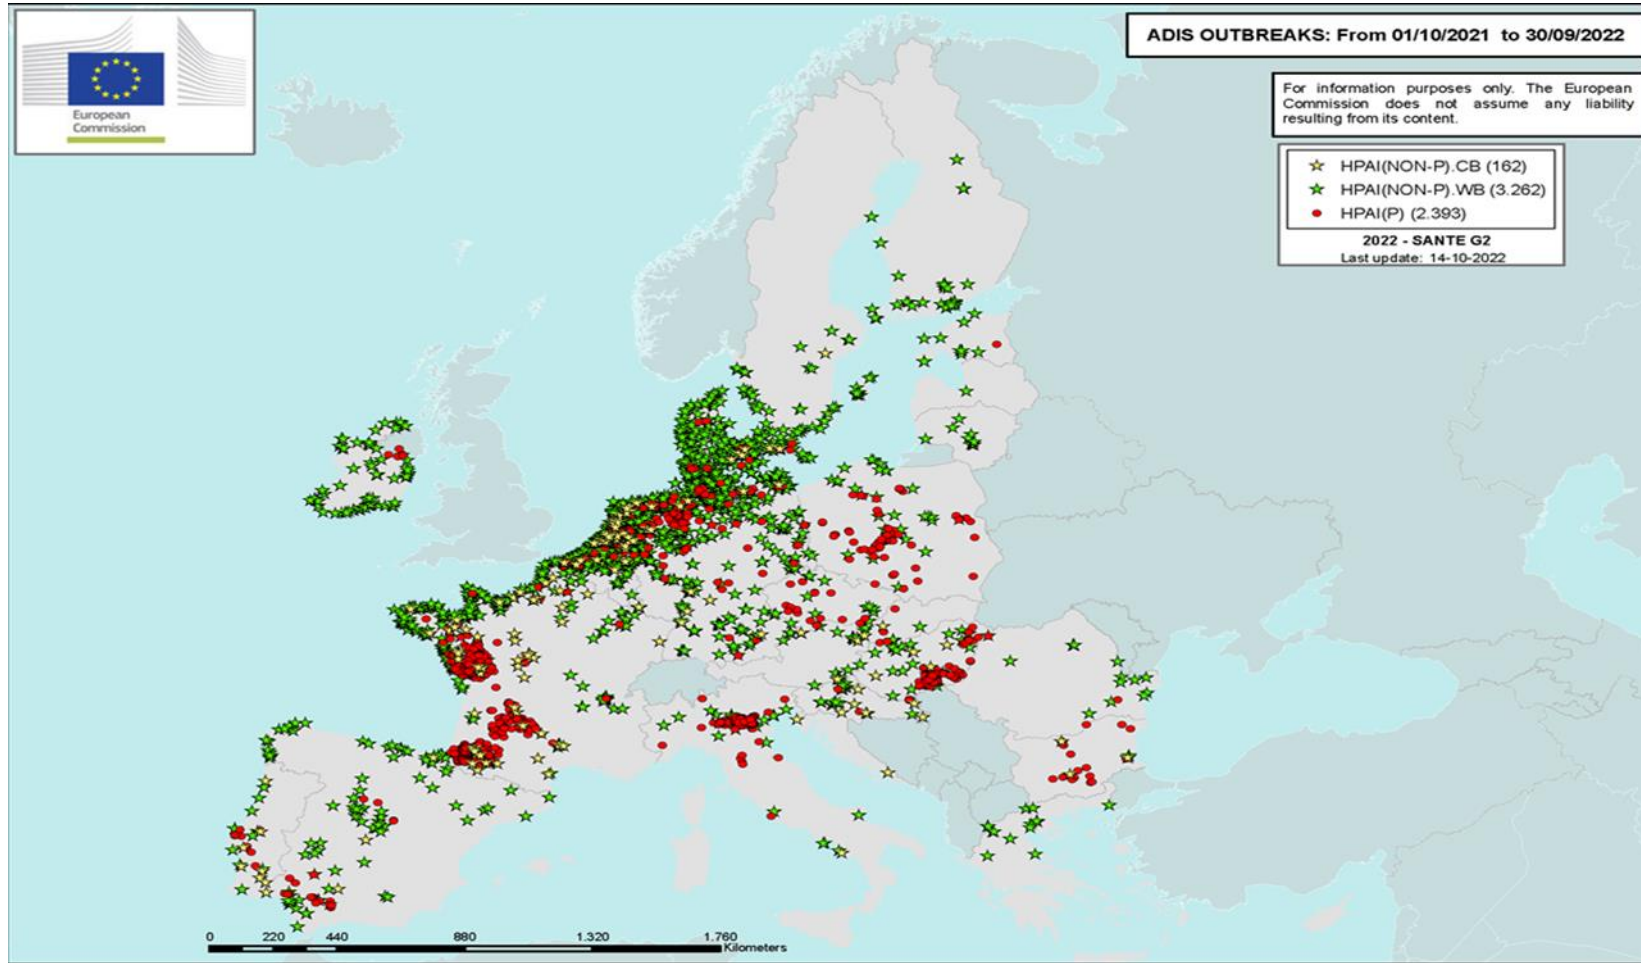 European
Commission
ADIS OUTBREAKS: From 01/10/2021 to 30/09/2022
For information purposes only. The European
Commission does not assume any liability
resulting from its content.
HPAI(NON-P).CB (162)
HPAI(NON-P).WB (3.262)
HPAI(P) (2.393)
2022 - SANTE G2
Last update: 14-10-2022
0 220 440 880 1.320 1.760
Kilometers